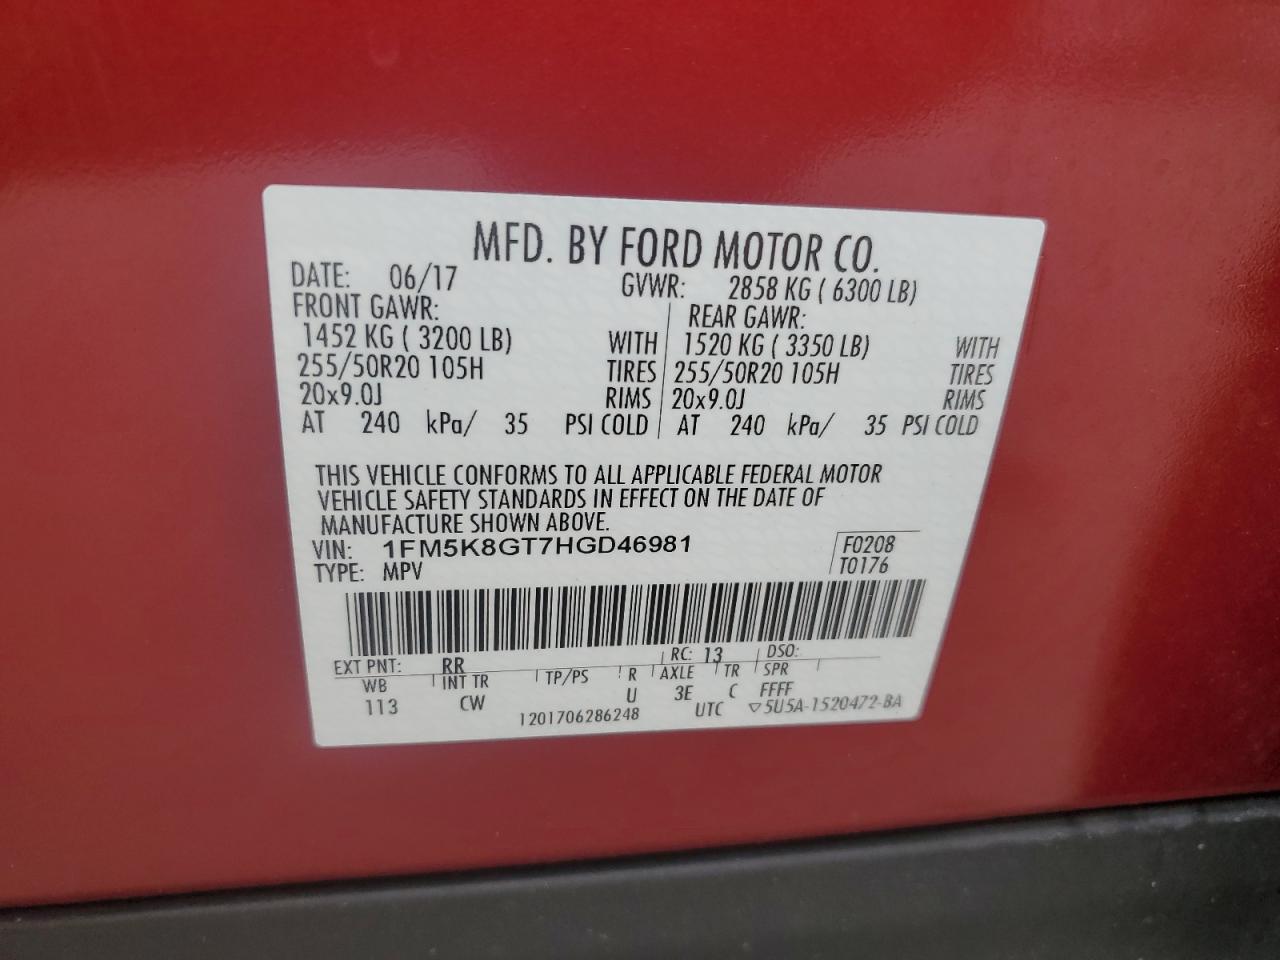 MFD. BY FORD MOTOR CO.
DATE: 06/17 GVWR: 2858 KG ( 6300 LB)
FRONT GAWR: REAR GAWR:
1452 KG ( 3200 LB) WITH 1520 KG ( 3350 LB) WITH
255/50R20 105H TIRES 255/50R20 105H TIRES
20x9.0J RIMS 20x9.0J RIMS
AT 240 kPa/ 35 PSI COLD AT 240 kPa/ 35 PSI COLD
THIS VEHICLE CONFORMS TO ALL APPLICABLE FEDERAL MOTOR
VEHICLE SAFETY STANDARDS IN EFFECT ON THE DATE OF
MANUFACTURE SHOWN ABOVE.
VIN: 1FM5K8GT7HGD46981 F0208
TYPE: MPV T0176
EXT PNT: RR RC: 13 DSO:
WB INT TR TP/PS R AXLE TR SPR
113 CW U 3E C FFFF
1201706286248 UTC ▽5U5A-1520472-BA